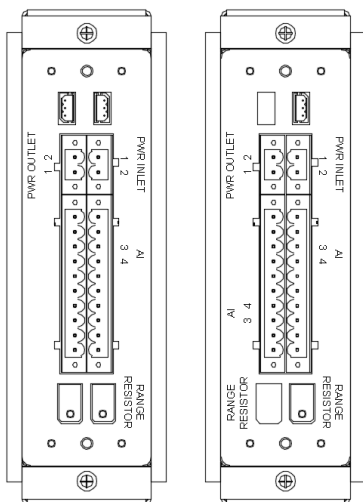 PWR OUTLET
1 2
PWR INLET
1 2
AI
3 4
RANGE
RESISTOR
PWR OUTLET
1 2
PWR INLET
1 2
AI
3 4
AI
3 4
RANGE
RESISTOR
RANGE
RESISTOR